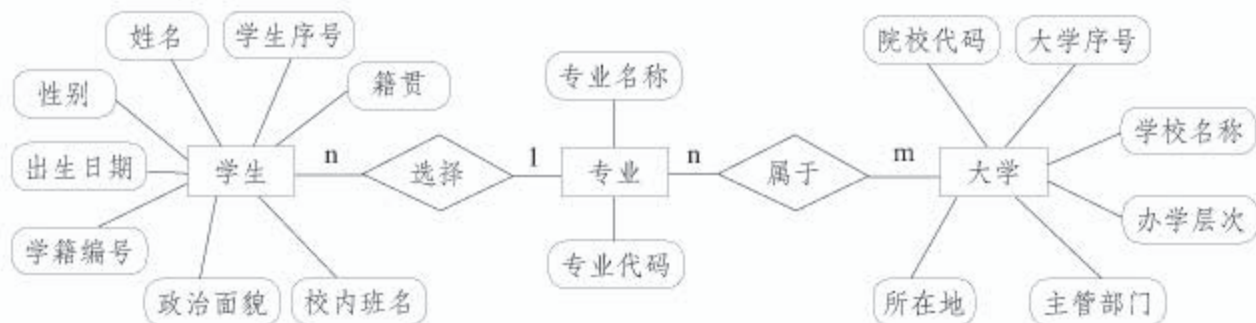 姓名
学生序号
院校代码
大学序号
性别
籍贯
专业名称
学校名称
出生日期
学生
n
选择
1
专业
n
属于
m
大学
学籍编号
办学层次
政治面貌
校内班名
专业代码
所在地
主管部门